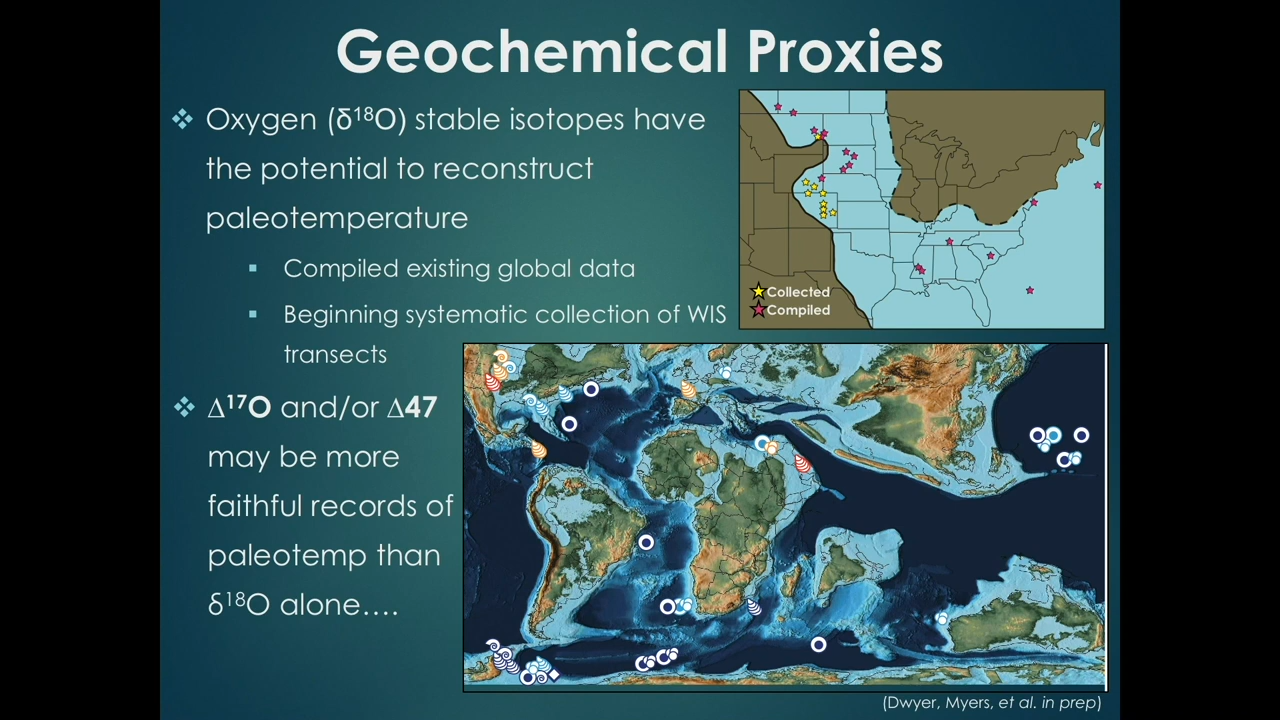 Geochemical Proxies
❖ Oxygen (δ¹⁸O) stable isotopes have
the potential to reconstruct
paleotemperature
▪ Compiled existing global data
▪ Beginning systematic collection of WIS
transects
❖ Δ¹⁷O and/or Δ47
may be more
faithful records of
paleotemp than
δ¹⁸O alone….
Collected
Compiled
(Dwyer, Myers, et al. in prep)